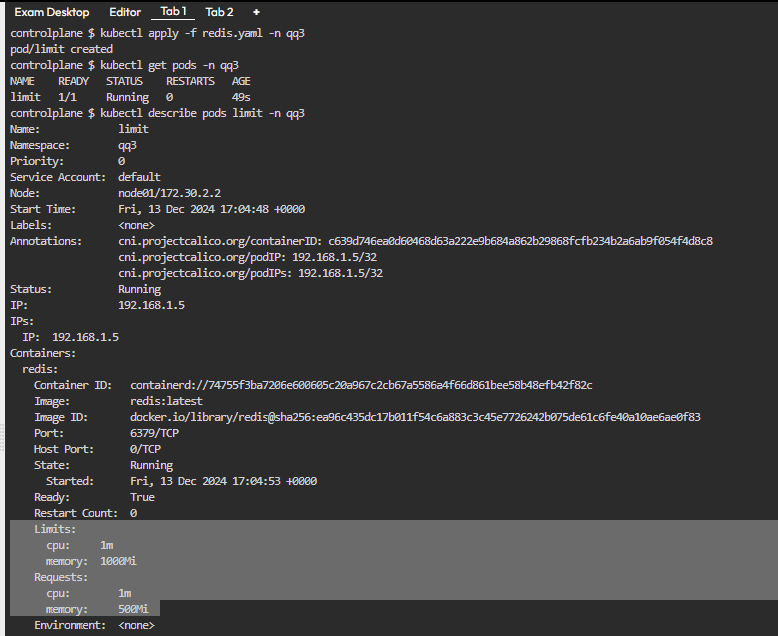 Exam Desktop Editor Tab 1 Tab 2 +
controlplane $ kubectl apply -f redis.yaml -n qq3
pod/limit created
controlplane $ kubectl get pods -n qq3
NAME READY STATUS RESTARTS AGE
limit 1/1 Running 0 49s
controlplane $ kubectl describe pods limit -n qq3
Name: limit
Namespace: qq3
Priority: 0
Service Account: default
Node: node01/172.30.2.2
Start Time: Fri, 13 Dec 2024 17:04:48 +0000
Labels: <none>
Annotations: cni.projectcalico.org/containerID: c639d746ea0d60468d63a222e9b684a862b29868fcfb234b2a6ab9f054f4d8c8
cni.projectcalico.org/podIP: 192.168.1.5/32
cni.projectcalico.org/podIPs: 192.168.1.5/32
Status: Running
IP: 192.168.1.5
IPs:
IP: 192.168.1.5
Containers:
redis:
Container ID: containerd://74755f3ba7206e600605c20a967c2cb67a5586a4f66d861bee58b48efb42f82c
Image: redis:latest
Image ID: docker.io/library/redis@sha256:ea96c435dc17b011f54c6a883c3c45e7726242b075de61c6fe40a10ae6ae0f83
Port: 6379/TCP
Host Port: 0/TCP
State: Running
Started: Fri, 13 Dec 2024 17:04:53 +0000
Ready: True
Restart Count: 0
Limits:
cpu: 1m
memory: 1000Mi
Requests:
cpu: 1m
memory: 500Mi
Environment: <none>